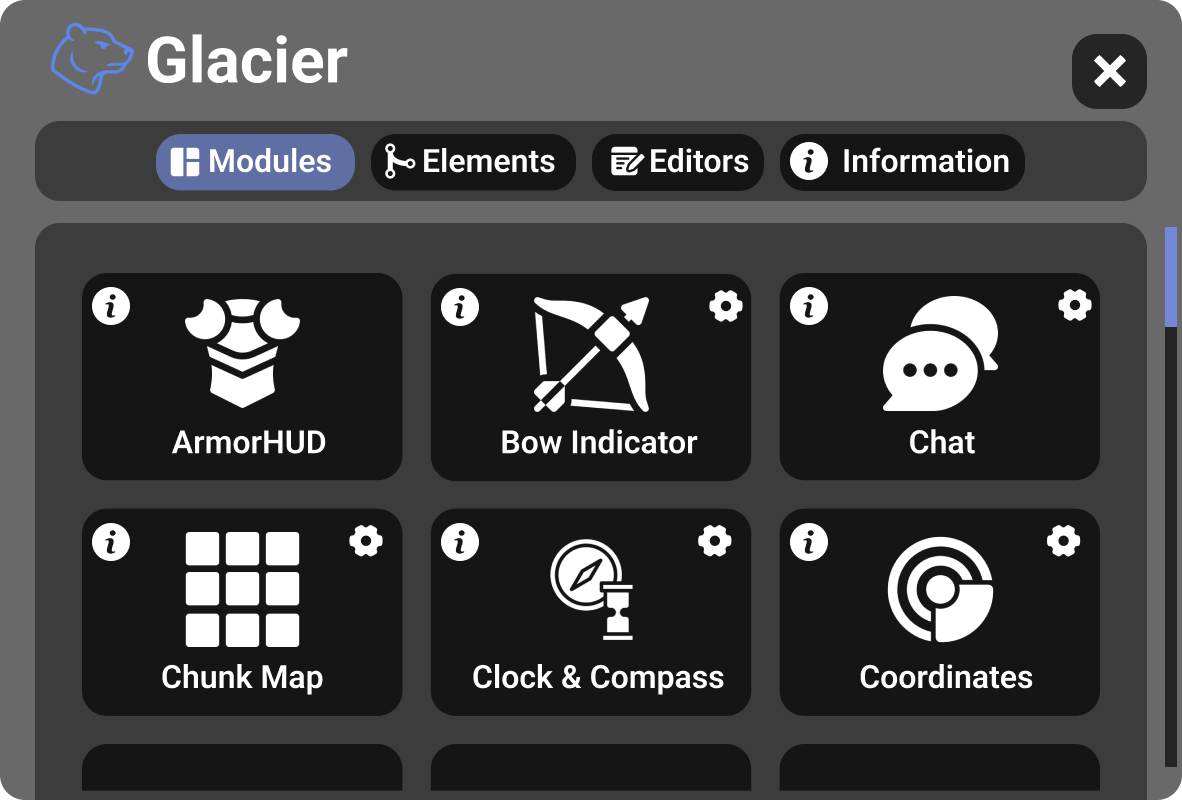 Glacier
Modules
Elements
Editors
Information
ArmorHUD
Bow Indicator
Chat
Chunk Map
Clock & Compass
Coordinates